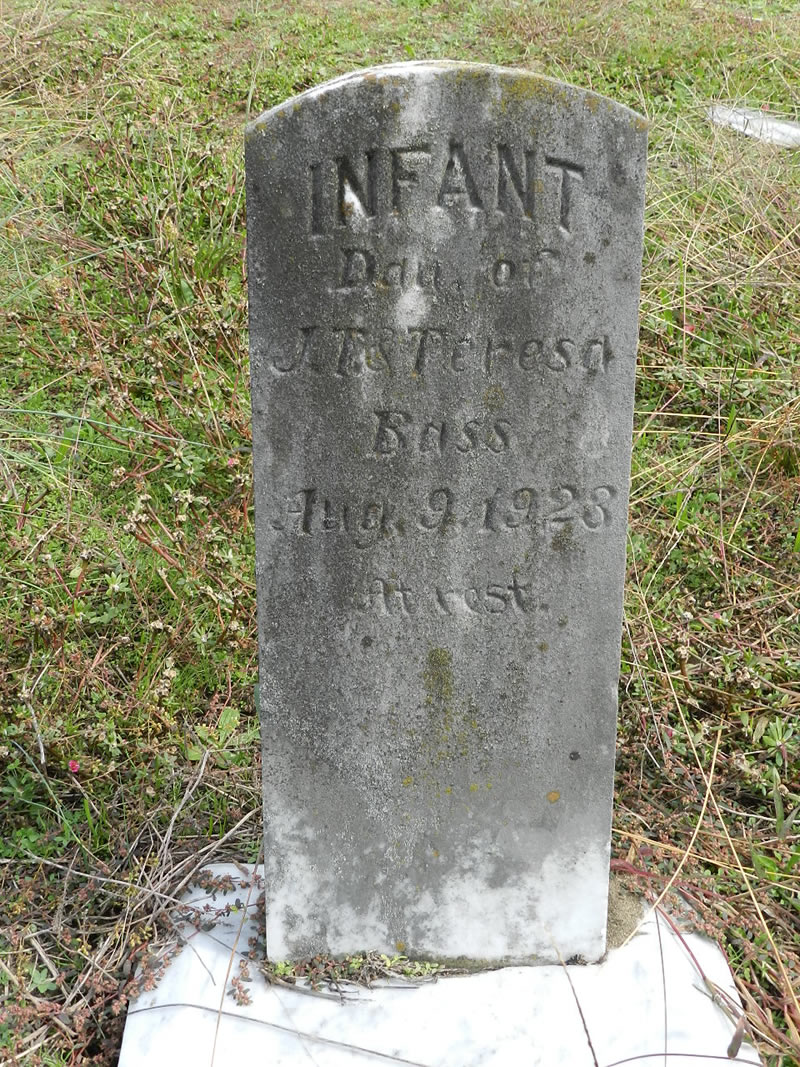 INFANT
Dau. of
J.T.&Teresa
Bass
Aug. 9. 1928
At rest.